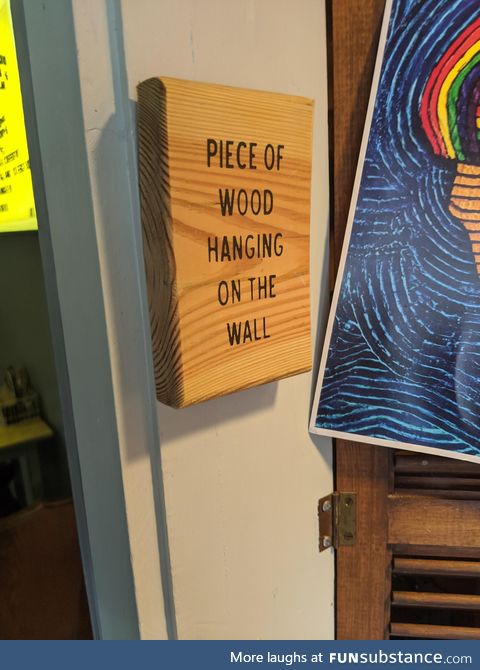 PIECE OF
WOOD
HANGING
ON THE
WALL
More laughs at FUNsubstance.com